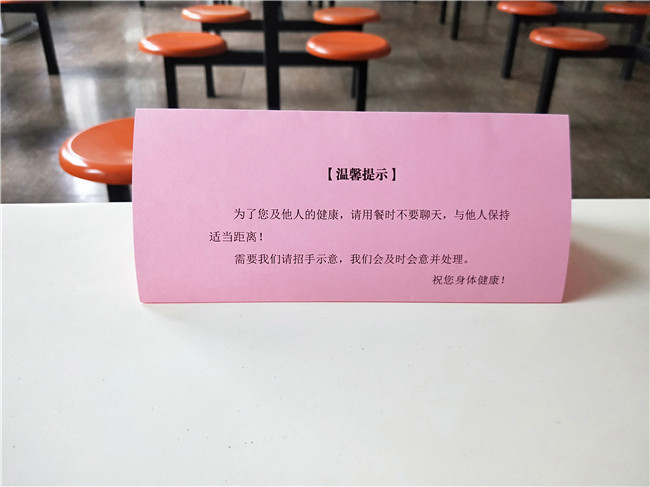 【温馨提示】
为了您及他人的健康，请用餐时不要聊天，与他人保持
适当距离！
需要我们请招手示意，我们会及时会意并处理。
祝您身体健康！